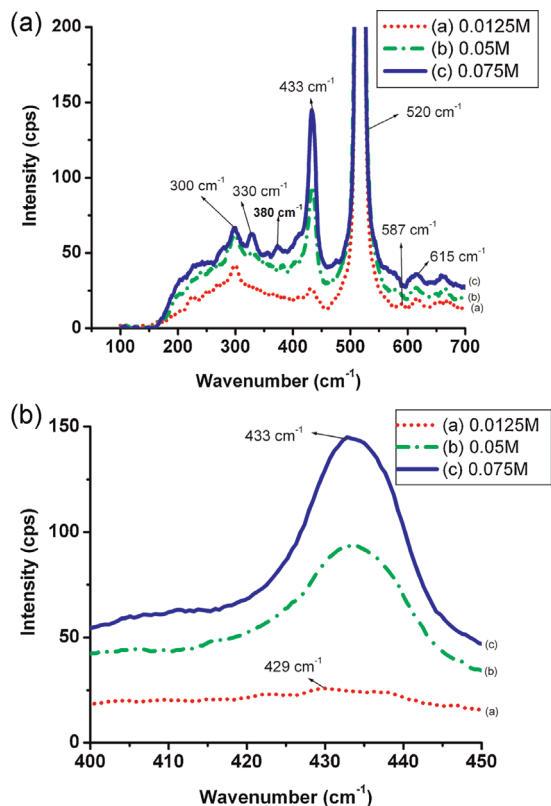 (a)
(a) 0.0125M
(b) 0.05M
(c) 0.075M
200
150
100
50
0
Intensity (cps)
433 cm⁻¹
520 cm⁻¹
300 cm⁻¹
330 cm⁻¹
380 cm⁻¹
587 cm⁻¹
615 cm⁻¹
(c)
(b)
(a)
100 200 300 400 500 600 700
Wavenumber (cm⁻¹)
(b)
(a) 0.0125M
(b) 0.05M
(c) 0.075M
150
100
50
0
Intensity (cps)
433 cm⁻¹
429 cm⁻¹
(c)
(b)
(a)
400 410 420 430 440 450
Wavenumber (cm⁻¹)